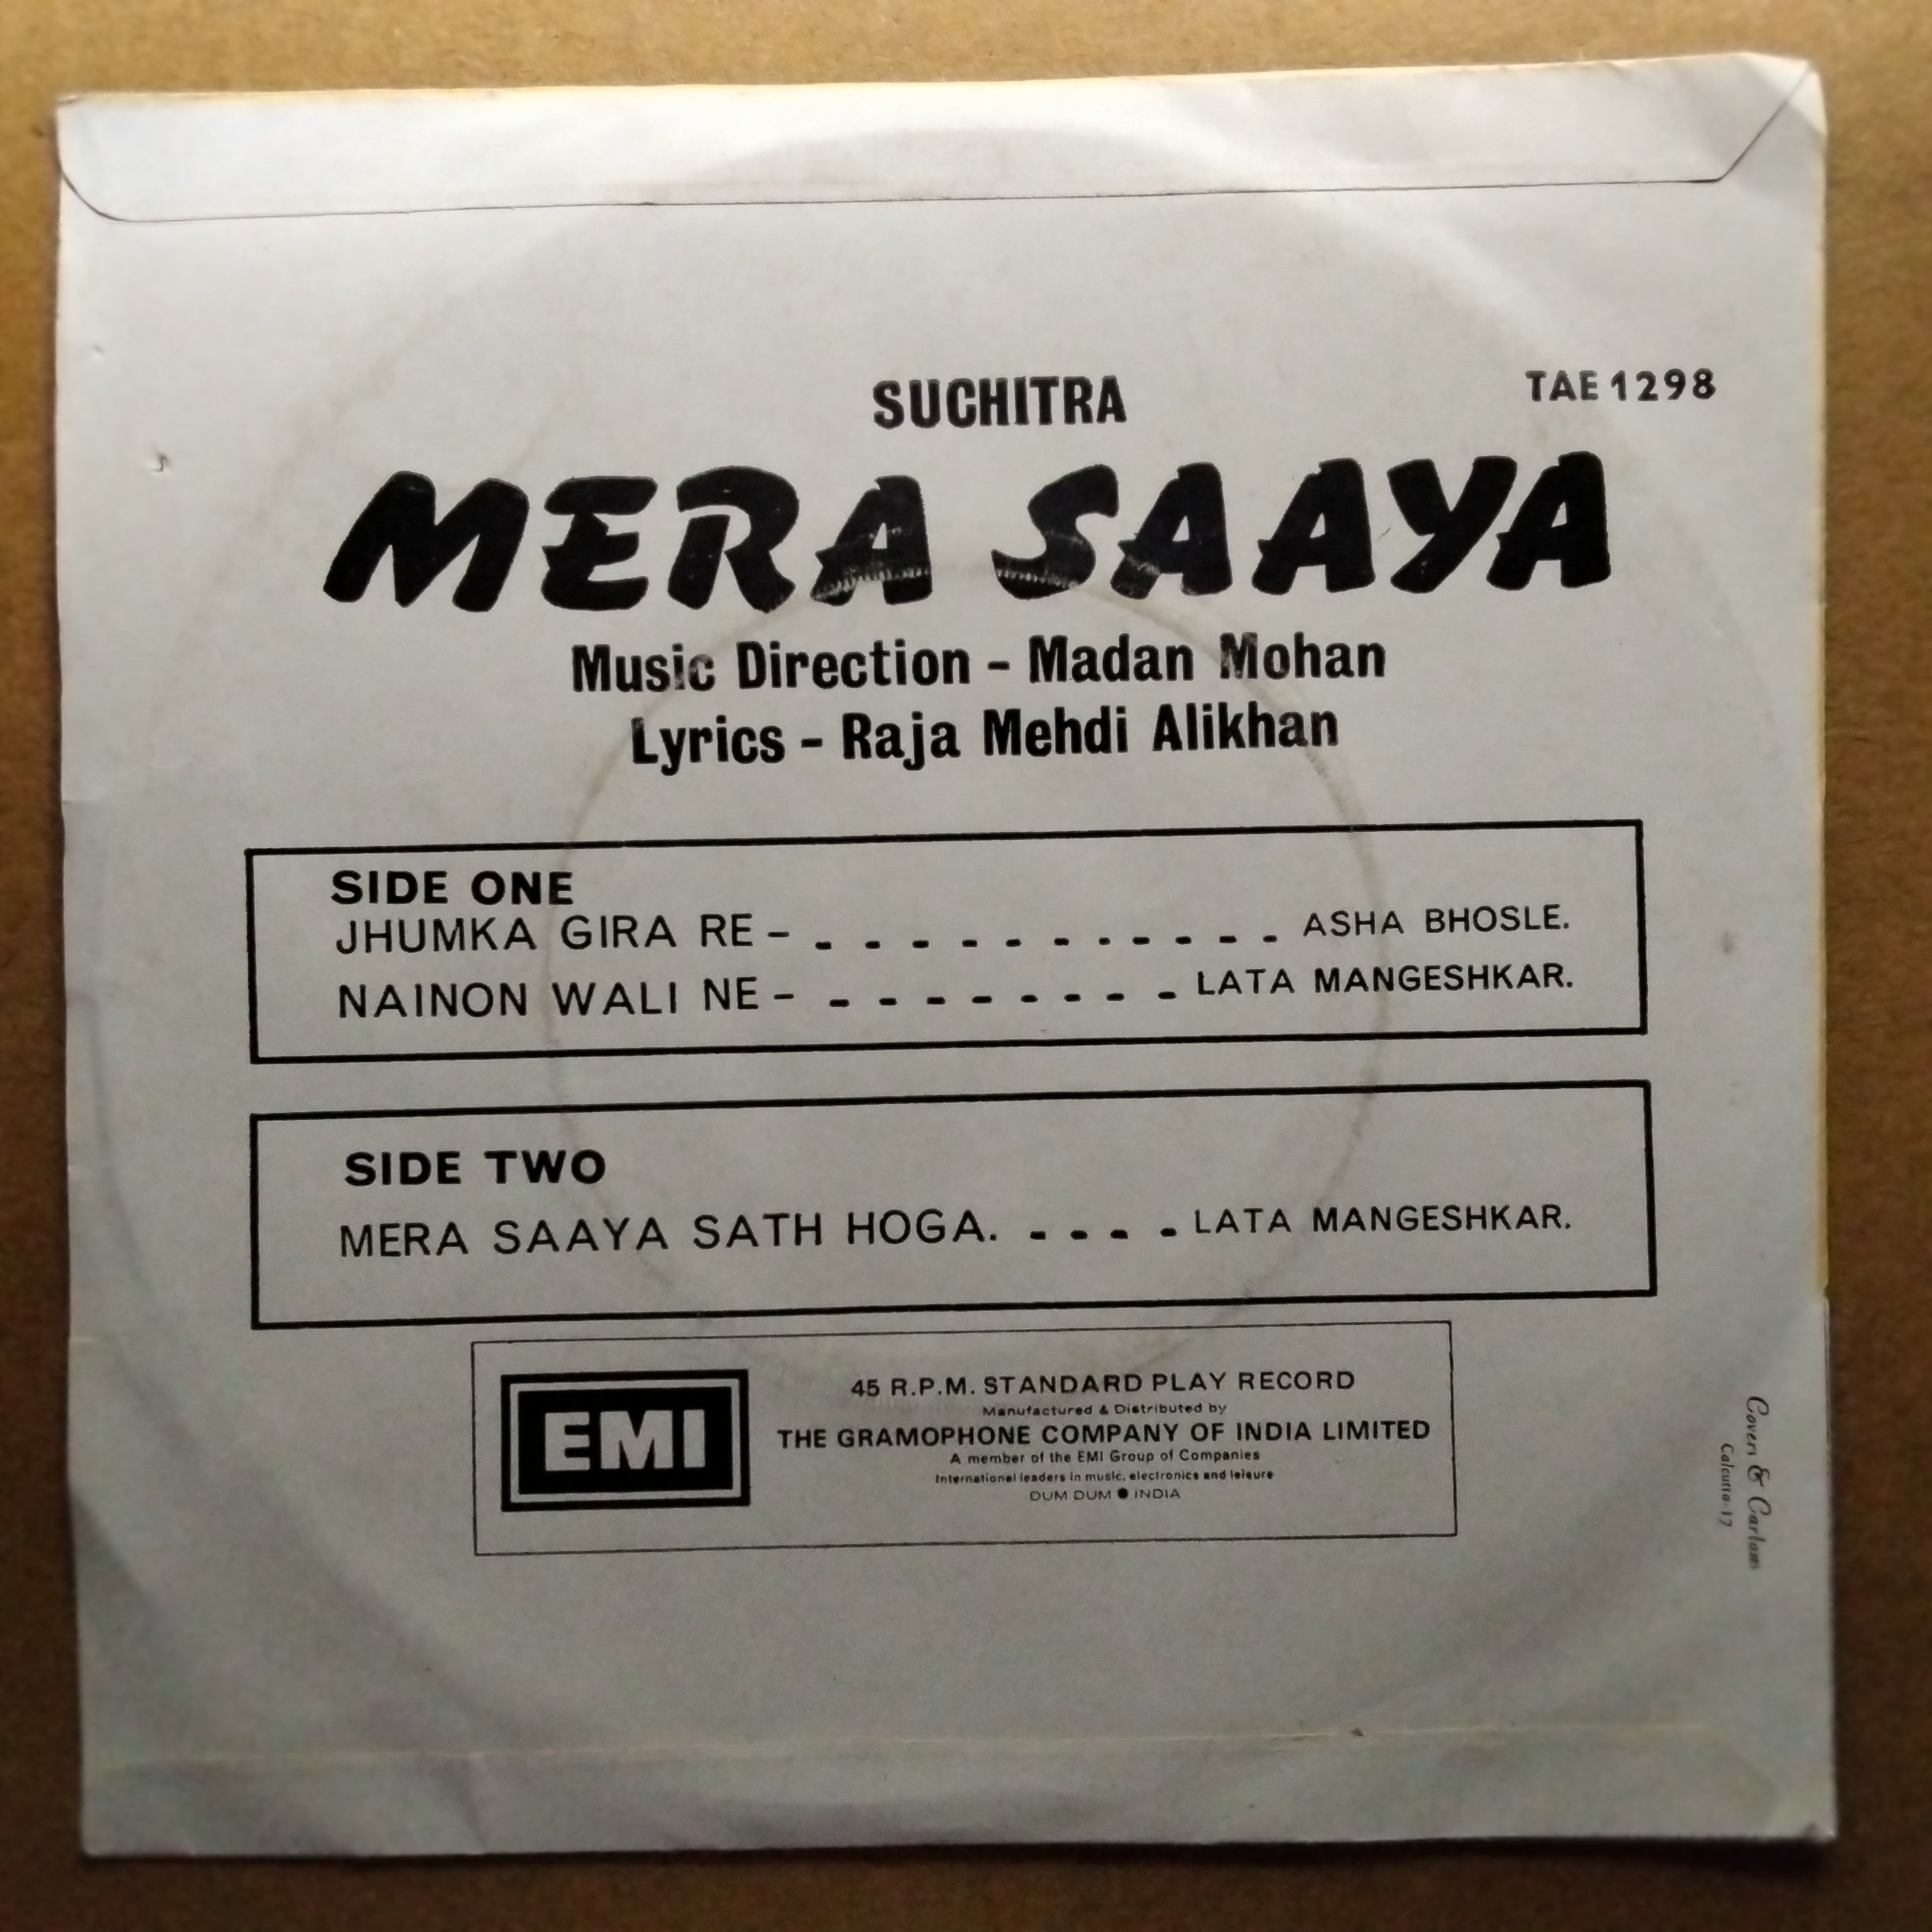 SUCHITRA
TAE 1298
MERA SAAYA
Music Direction - Madan Mohan
Lyrics - Raja Mehdi Alikhan
SIDE ONE
JHUMKA GIRA RE - - - - - - - - - - - - ASHA BHOSLE.
NAINON WALI NE - - - - - - - - - LATA MANGESHKAR.
SIDE TWO
MERA SAAYA SATH HOGA. - - - - LATA MANGESHKAR.
EMI
45 R.P.M. STANDARD PLAY RECORD
Manufactured & Distributed by
THE GRAMOPHONE COMPANY OF INDIA LIMITED
A member of the EMI Group of Companies
International leaders in music, electronics and leisure
DUM DUM ● INDIA
Covers & Cartons
Calcutta-17